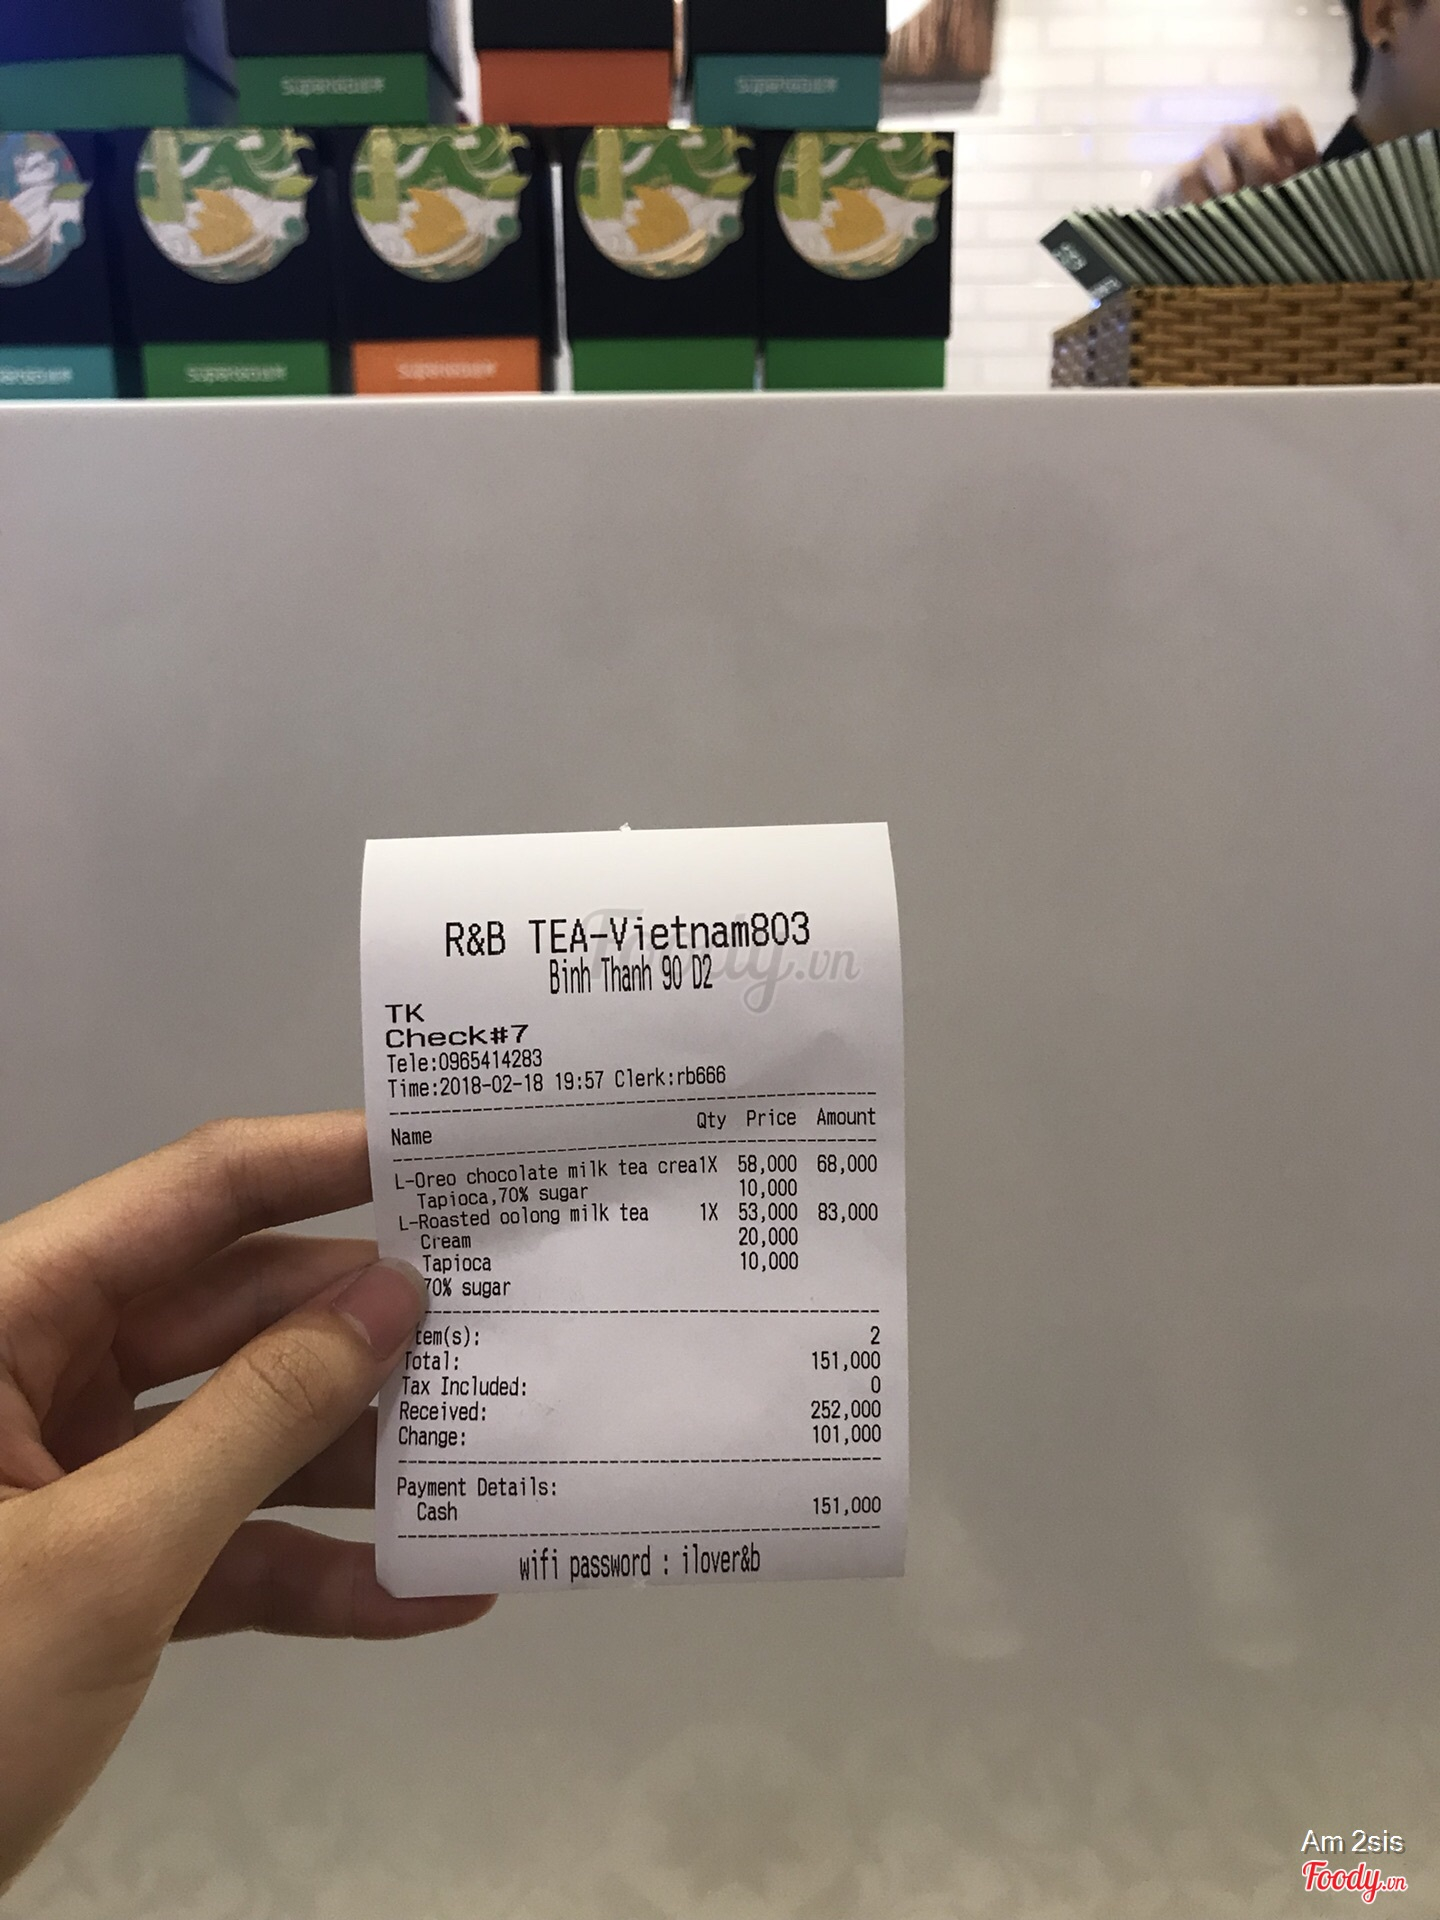 R&B TEA-Vietnam803
Binh Thanh 90 D2
TK
Check#7
Tele:0965414283
Time:2018-02-18 19:57 Clerk:rb666
Name Qty Price Amount
L-Oreo chocolate milk tea crea1X 58,000 68,000
Tapioca,70% sugar 10,000
L-Roasted oolong milk tea 1X 53,000 83,000
Cream 20,000
Tapioca 10,000
70% sugar
tem(s): 2
Total: 151,000
Tax Included: 0
Received: 252,000
Change: 101,000
Payment Details:
Cash 151,000
wifi password : ilover&b
Foody.vn
Am 2sis
Foody.vn